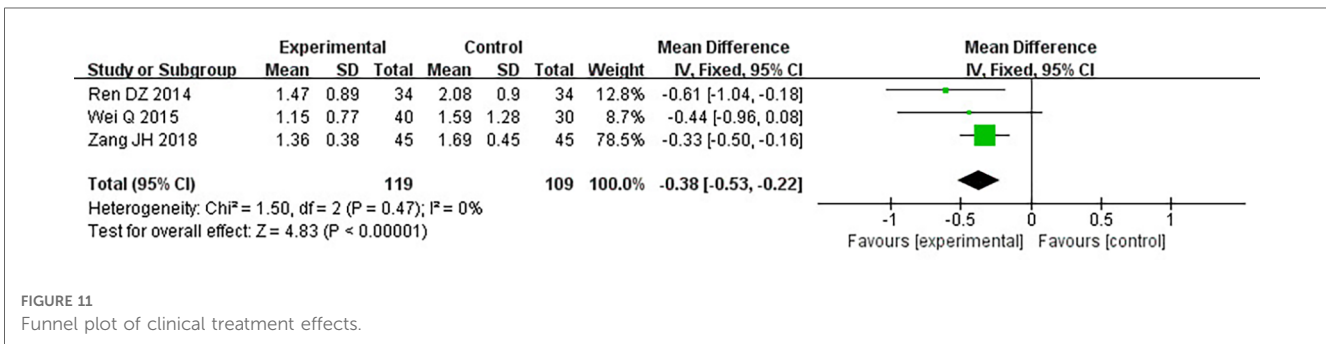 Experimental Control Mean Difference Mean Difference
Study or Subgroup Mean SD Total Mean SD Total Weight IV, Fixed, 95% CI IV, Fixed, 95% CI
Ren DZ 2014 1.47 0.89 34 2.08 0.9 34 12.8% -0.61 [-1.04, -0.18]
Wei Q 2015 1.15 0.77 40 1.59 1.28 30 8.7% -0.44 [-0.96, 0.08]
Zang JH 2018 1.36 0.38 45 1.69 0.45 45 78.5% -0.33 [-0.50, -0.16]
Total (95% CI) 119 109 100.0% -0.38 [-0.53, -0.22]
Heterogeneity: Chi² = 1.50, df = 2 (P = 0.47); I² = 0%
Test for overall effect: Z = 4.83 (P < 0.00001)
-1 -0.5 0 0.5 1
Favours [experimental] Favours [control]
FIGURE 11
Funnel plot of clinical treatment effects.